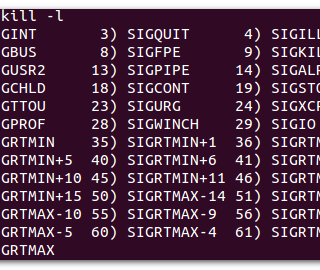 kill -l
GINT 3) SIGQUIT 4) SIGILL
GBUS 8) SIGFPE 9) SIGKIL
GUSR2 13) SIGPIPE 14) SIGALR
GCHLD 18) SIGCONT 19) SIGSTO
GTTOU 23) SIGURG 24) SIGXCP
GPROF 28) SIGWINCH 29) SIGIO
GRTMIN 35) SIGRTMIN+1 36) SIGRTM
GRTMIN+5 40) SIGRTMIN+6 41) SIGRTM
GRTMIN+10 45) SIGRTMIN+11 46) SIGRTM
GRTMIN+15 50) SIGRTMAX-14 51) SIGRTM
GRTMAX-10 55) SIGRTMAX-9 56) SIGRTM
GRTMAX-5 60) SIGRTMAX-4 61) SIGRTM
GRTMAX